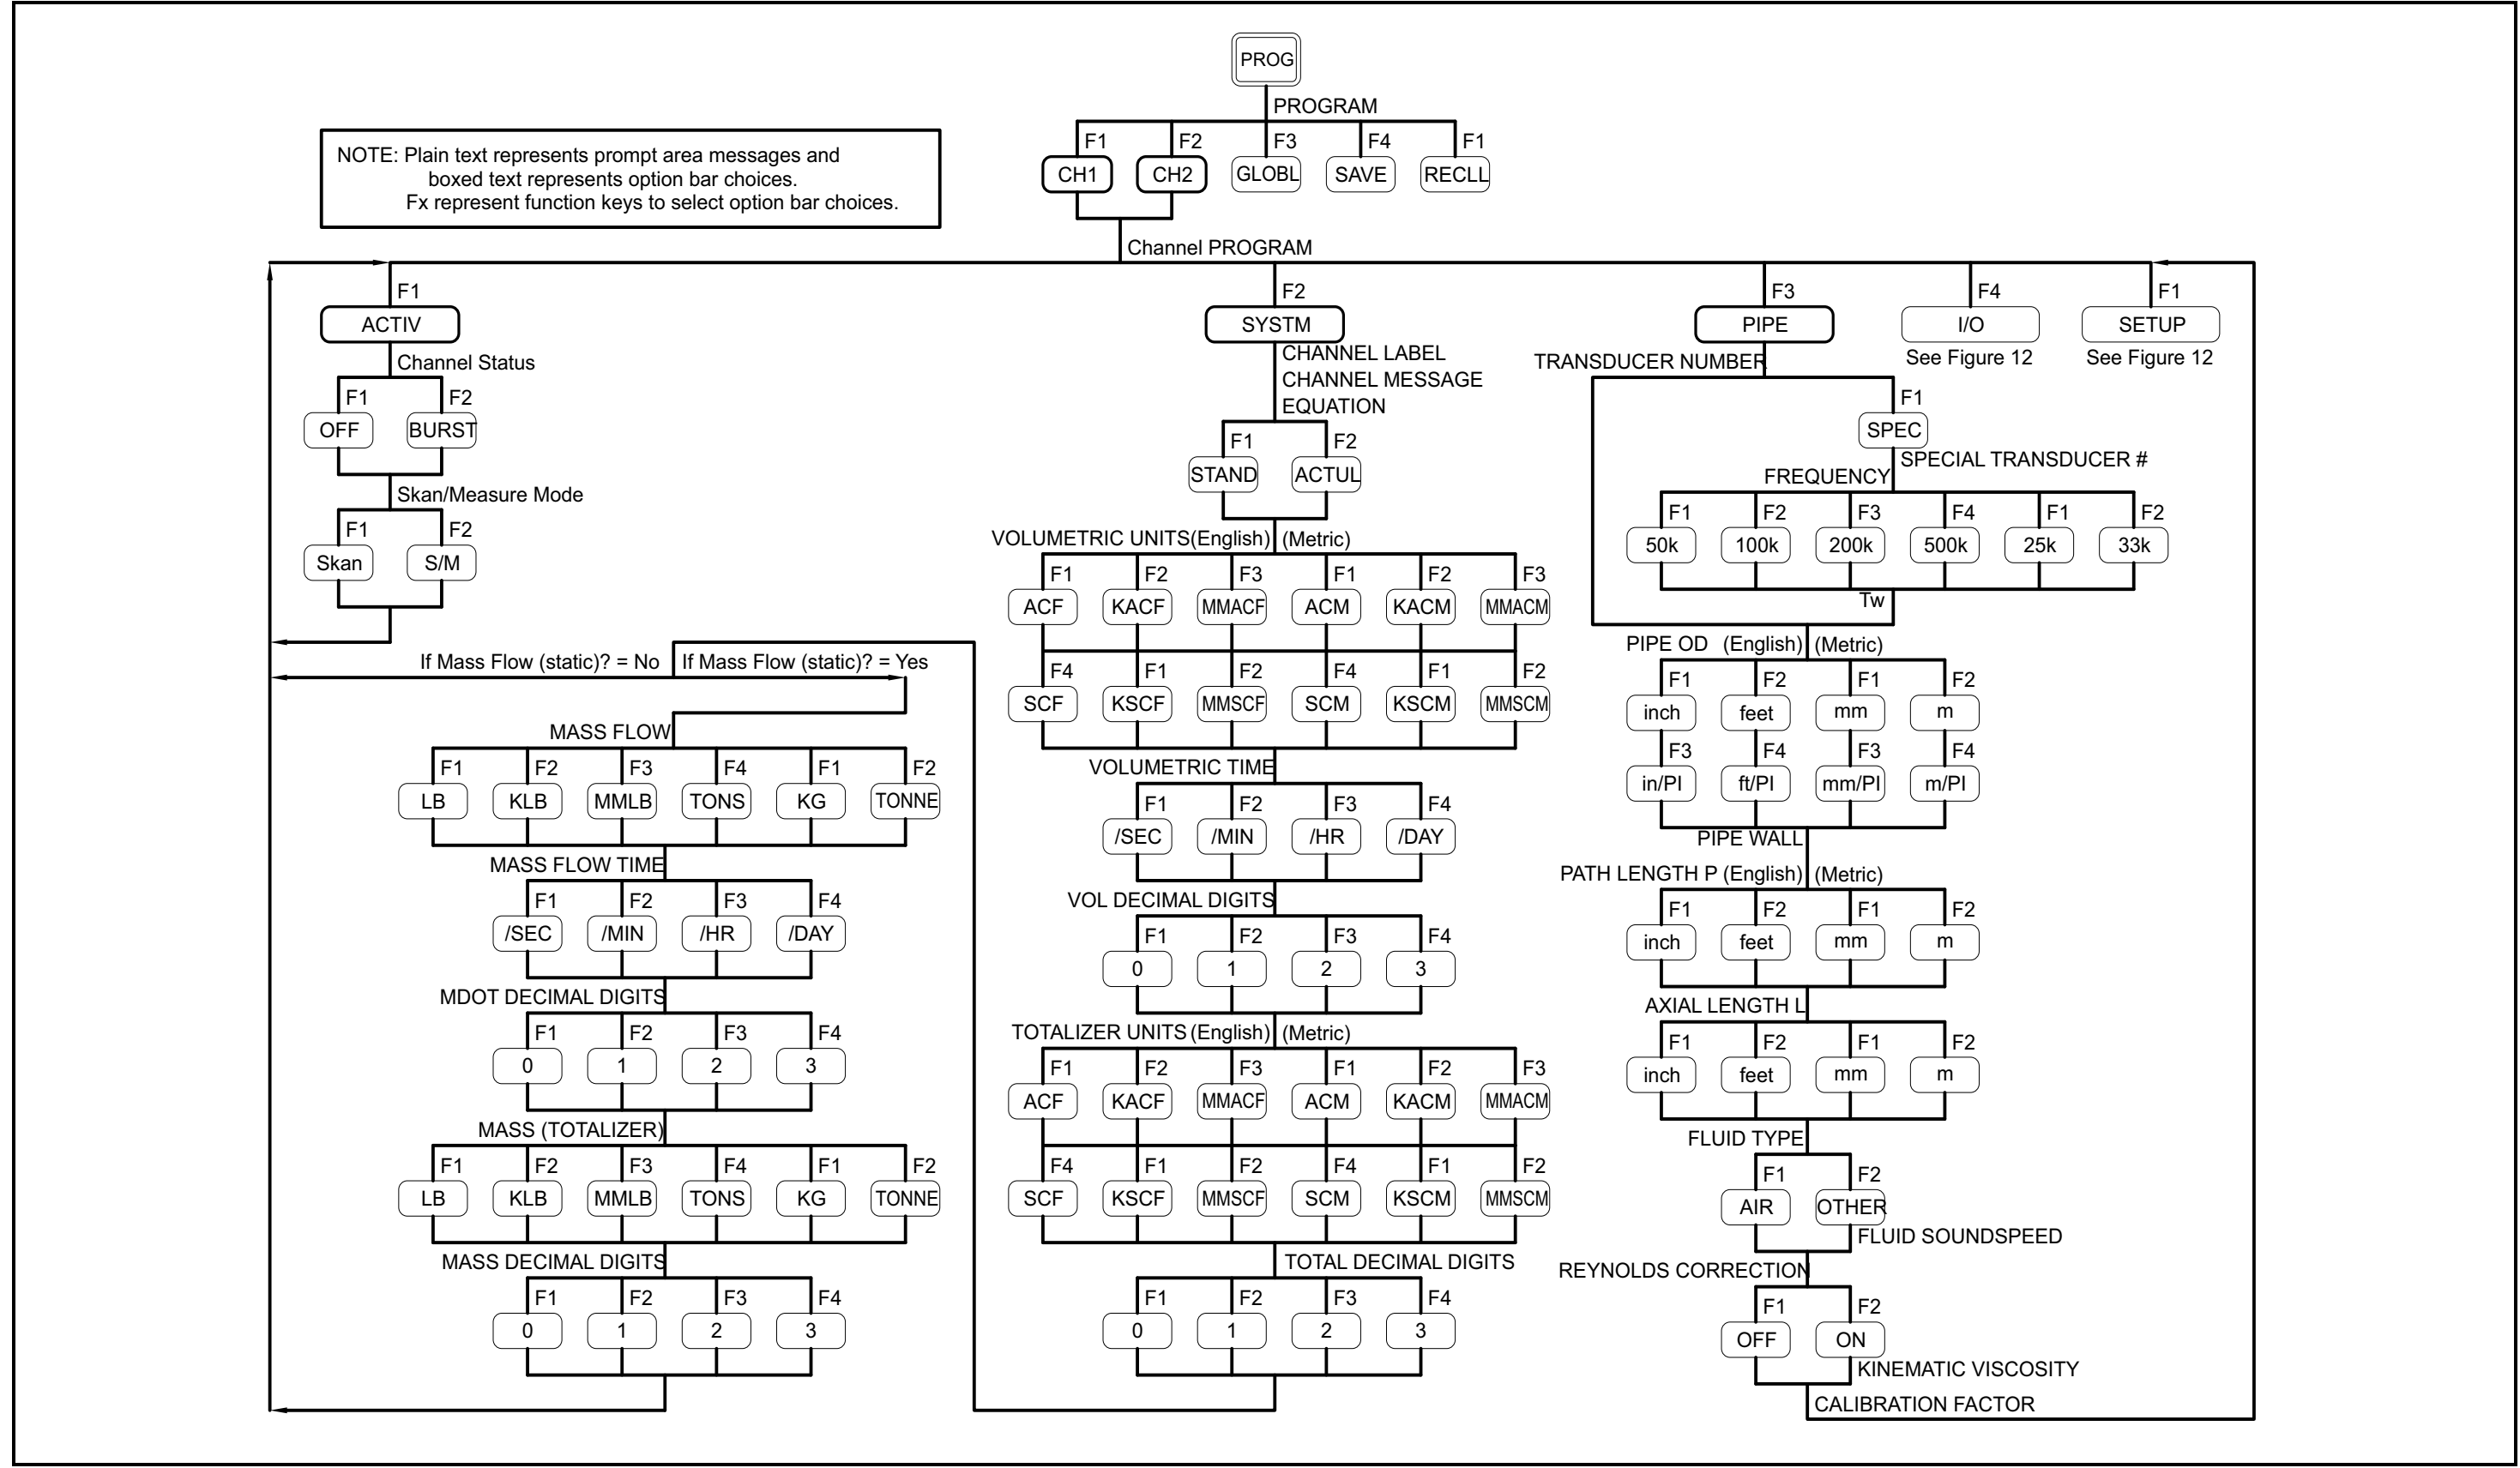 PROG
PROGRAM
F1 F2 F3 F4 F1
CH1 CH2 GLOBL SAVE RECLL
NOTE: Plain text represents prompt area messages and
boxed text represents option bar choices.
Fx represent function keys to select option bar choices.
Channel PROGRAM
F1
ACTIV
Channel Status
F1 F2
OFF BURST
Skan/Measure Mode
F1 F2
Skan S/M
If Mass Flow (static)? = No If Mass Flow (static)? = Yes
MASS FLOW
F1 F2 F3 F4 F1 F2
LB KLB MMLB TONS KG TONNE
MASS FLOW TIME
F1 F2 F3 F4
/SEC /MIN /HR /DAY
MDOT DECIMAL DIGITS
F1 F2 F3 F4
0 1 2 3
MASS (TOTALIZER)
F1 F2 F3 F4 F1 F2
LB KLB MMLB TONS KG TONNE
MASS DECIMAL DIGITS
F1 F2 F3 F4
0 1 2 3
F2
SYSTM
CHANNEL LABEL
CHANNEL MESSAGE
EQUATION
F1 F2
STAND ACTUL
VOLUMETRIC UNITS(English) (Metric)
F1 F2 F3 F1 F2 F3
ACF KACF MMACF ACM KACM MMACM
F4 F1 F2 F4 F1 F2
SCF KSCF MMSCF SCM KSCM MMSCM
VOLUMETRIC TIME
F1 F2 F3 F4
/SEC /MIN /HR /DAY
VOL DECIMAL DIGITS
F1 F2 F3 F4
0 1 2 3
TOTALIZER UNITS (English) (Metric)
F1 F2 F3 F1 F2 F3
ACF KACF MMACF ACM KACM MMACM
F4 F1 F2 F4 F1 F2
SCF KSCF MMSCF SCM KSCM MMSCM
TOTAL DECIMAL DIGITS
F1 F2 F3 F4
0 1 2 3
F3
PIPE
TRANSDUCER NUMBER
F1
SPEC
SPECIAL TRANSDUCER #
FREQUENCY
F1 F2 F3 F4 F1 F2
50k 100k 200k 500k 25k 33k
Tw
PIPE OD (English) (Metric)
F1 F2 F1 F2
inch feet mm m
F3 F4 F3 F4
in/PI ft/PI mm/PI m/PI
PIPE WALL
PATH LENGTH P (English) (Metric)
F1 F2 F1 F2
inch feet mm m
AXIAL LENGTH L
F1 F2 F1 F2
inch feet mm m
FLUID TYPE
F1 F2
AIR OTHER
FLUID SOUNDSPEED
REYNOLDS CORRECTION
F1 F2
OFF ON
KINEMATIC VISCOSITY
CALIBRATION FACTOR
F4
I/O
See Figure 12
F1
SETUP
See Figure 12